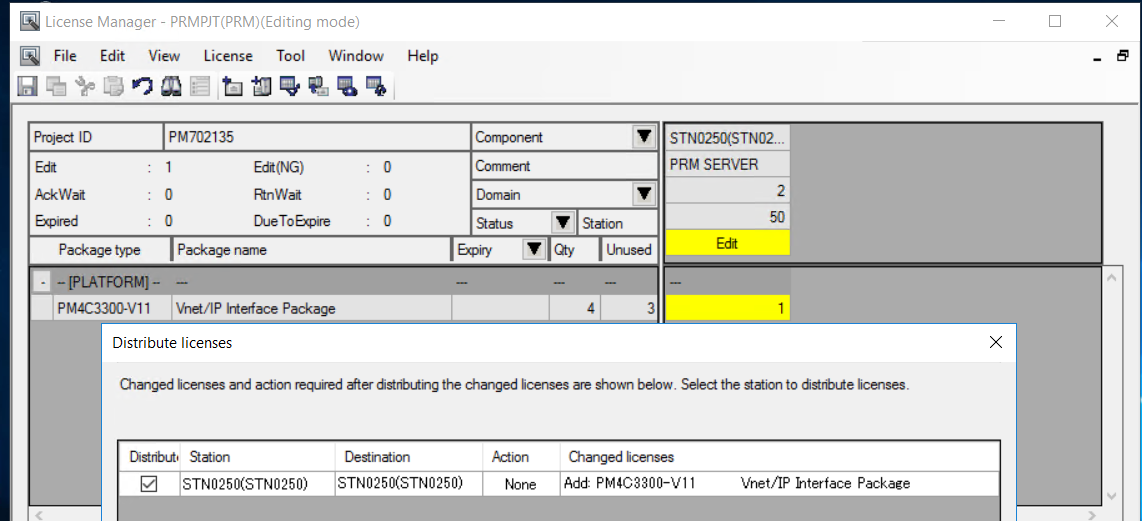 License Manager - PRMPJT(PRM)(Editing mode)
File Edit View License Tool Window Help
Project ID PM702135 Component STN0250(STN02...
Edit : 1 Edit(NG) : 0 Comment PRM SERVER
AckWait : 0 RtnWait : 0 Domain 2
Expired : 0 DueToExpire : 0 Status Station 50
Package type Package name Expiry Qty Unused Edit
- -- [PLATFORM] -- --- --- --- --- ---
PM4C3300-V11 Vnet/IP Interface Package 4 3 1
Distribute licenses
Changed licenses and action required after distributing the changed licenses are shown below. Select the station to distribute licenses.
Distribut Station Destination Action Changed licenses
STN0250(STN0250) STN0250(STN0250) None Add: PM4C3300-V11 Vnet/IP Interface Package